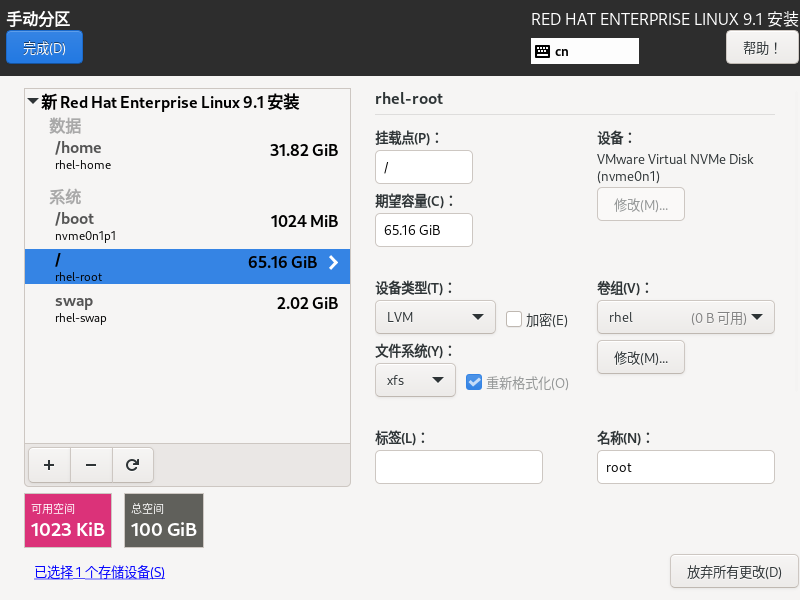 手动分区
RED HAT ENTERPRISE LINUX 9.1 安装
完成(D)
cn
帮助！
新 Red Hat Enterprise Linux 9.1 安装
数据
/home
31.82 GiB
rhel-home
系统
/boot
1024 MiB
nvme0n1p1
/
65.16 GiB
rhel-root
swap
2.02 GiB
rhel-swap
可用空间
1023 KiB
总空间
100 GiB
已选择 1 个存储设备(S)
rhel-root
挂载点(P)：
/
设备：
VMware Virtual NVMe Disk
(nvme0n1)
修改(M)...
期望容量(C)：
65.16 GiB
设备类型(T)：
LVM
加密(E)
卷组(V)：
rhel (0 B 可用)
修改(M)...
文件系统(Y)：
xfs
重新格式化(O)
标签(L)：
名称(N)：
root
放弃所有更改(D)